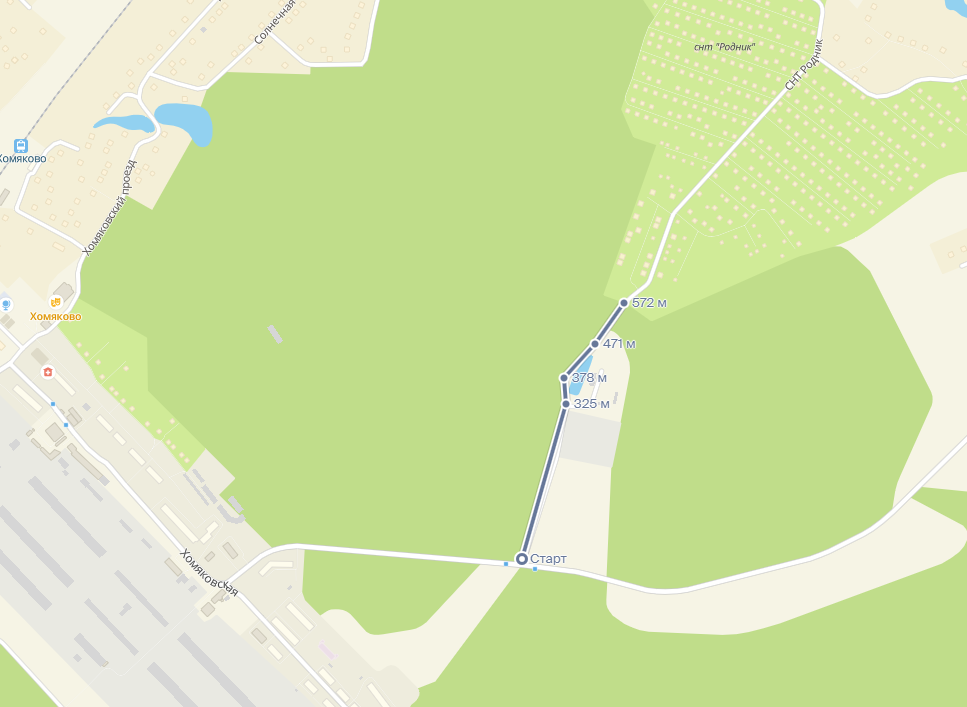 Солнечная
снт "Родник"
СНТ Родник
Хомяково
Хомяковский проезд
572 м
Хомяково
471 м
378 м
325 м
Старт
Хомяковская